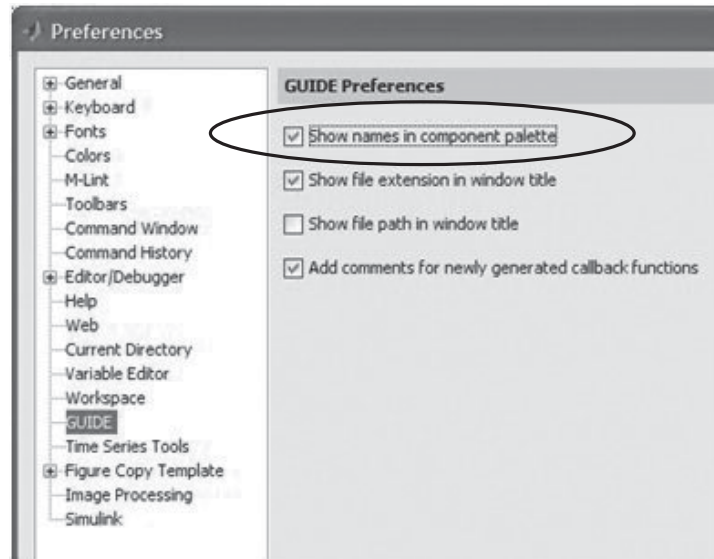 Preferences
General
Keyboard
Fonts
Colors
M-Lint
Toolbars
Command Window
Command History
Editor/Debugger
Help
Web
Current Directory
Variable Editor
Workspace
GUIDE
Time Series Tools
Figure Copy Template
Image Processing
Simulink
GUIDE Preferences
Show names in component palette
Show file extension in window title
Show file path in window title
Add comments for newly generated callback functions